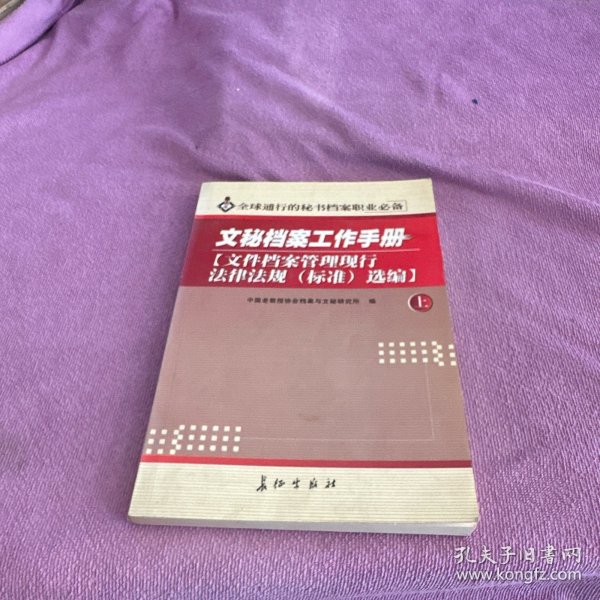 全球通行的秘书档案职业必备
文秘档案工作手册
【文件档案管理现行
法律法规（标准）选编】
中国老教授协会档案与文秘研究所 编
上
长征出版社
孔夫子旧书网
www.kongfz.com